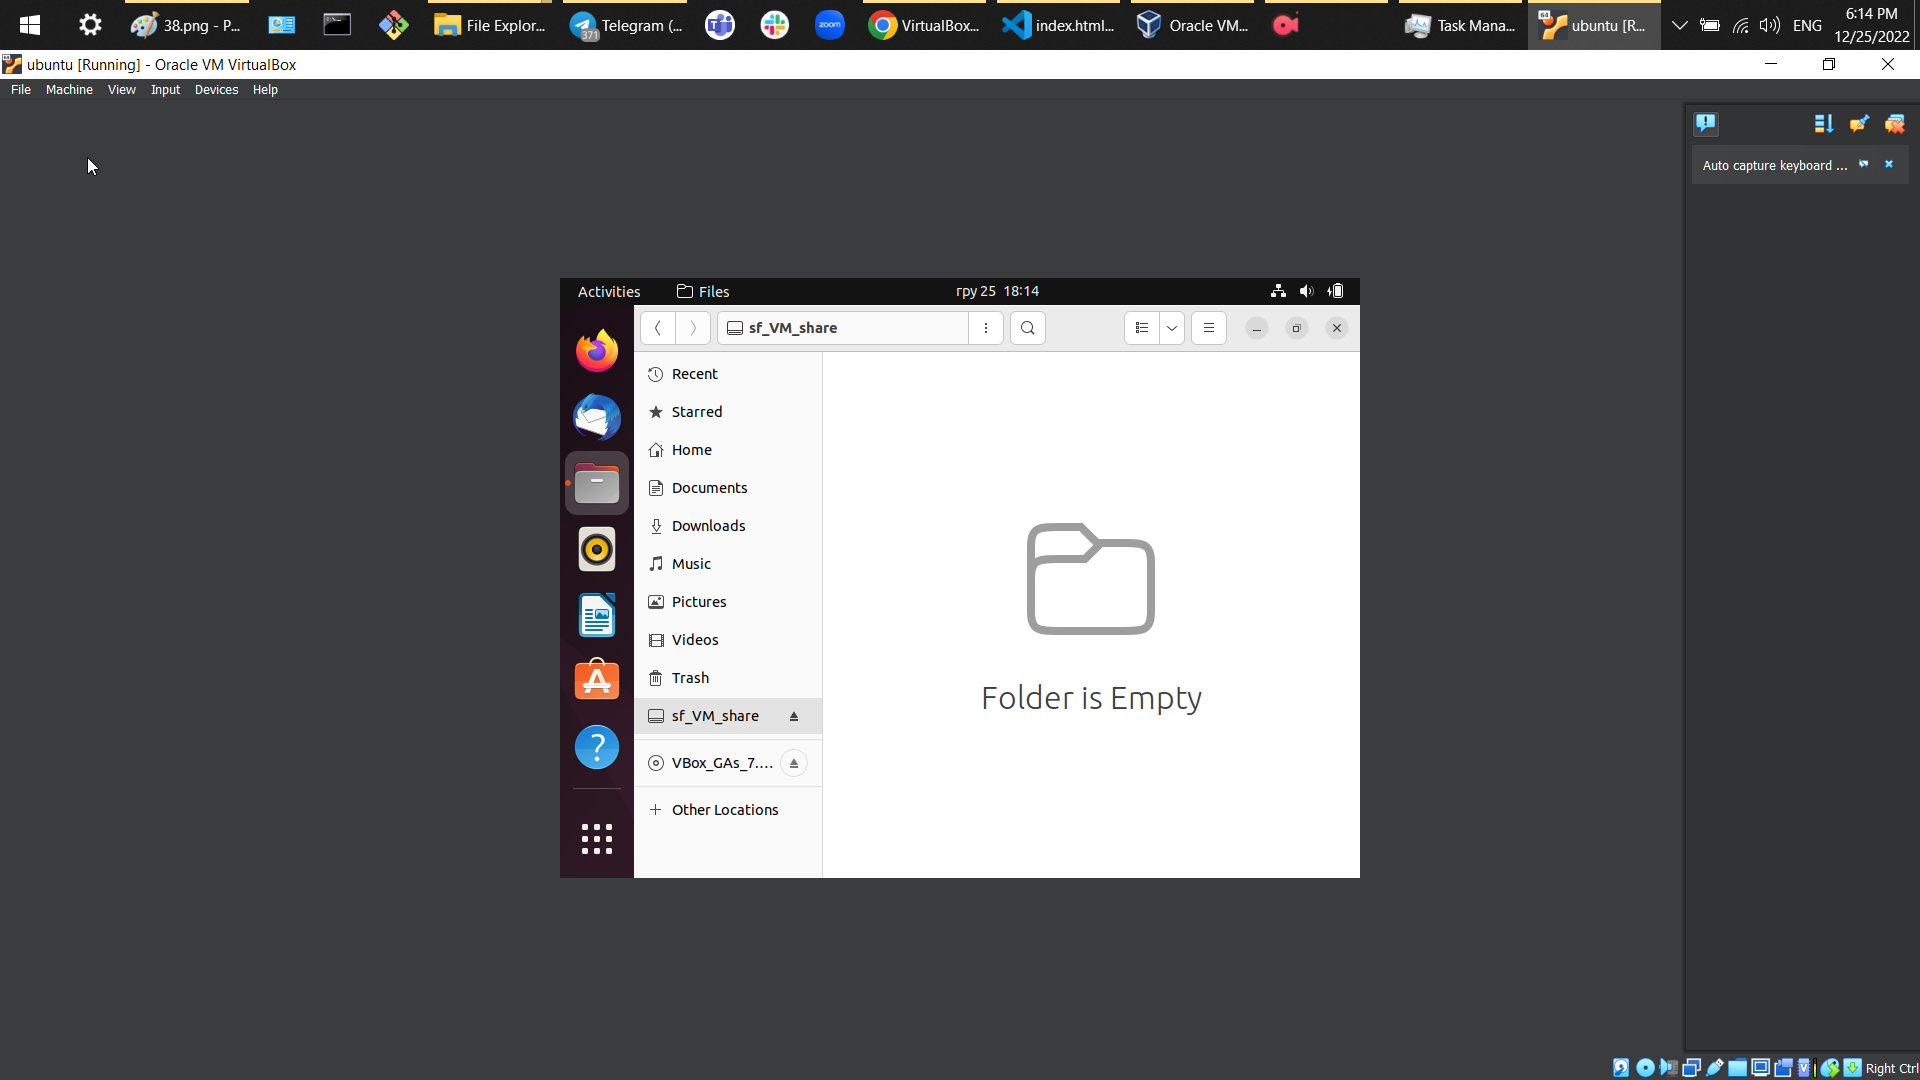 38.png - P...
File Explor...
Telegram (...
371
zoom
VirtualBox...
index.html...
Oracle VM...
Task Mana...
64
ubuntu [R...
ENG
6:14 PM
12/25/2022
ubuntu [Running] - Oracle VM VirtualBox
File Machine View Input Devices Help
Auto capture keyboard ...
Activities
Files
гру 25 18:14
sf_VM_share
Recent
Starred
Home
Documents
Downloads
Music
Pictures
Videos
Trash
sf_VM_share
VBox_GAs_7....
Other Locations
Folder is Empty
Right Ctrl